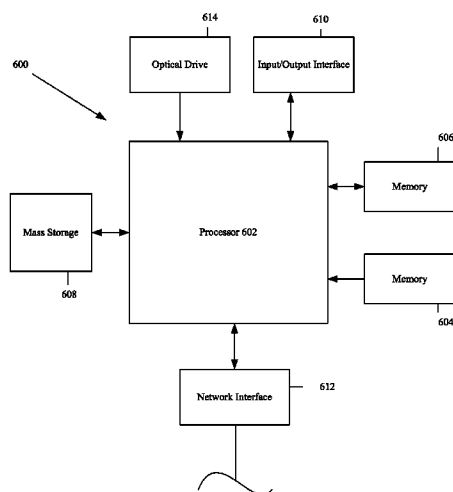 614
610
600
Optical Drive
Input/Output Interface
606
Memory
Mass Storage
Processor 602
Memory
608
604
Network Interface
612